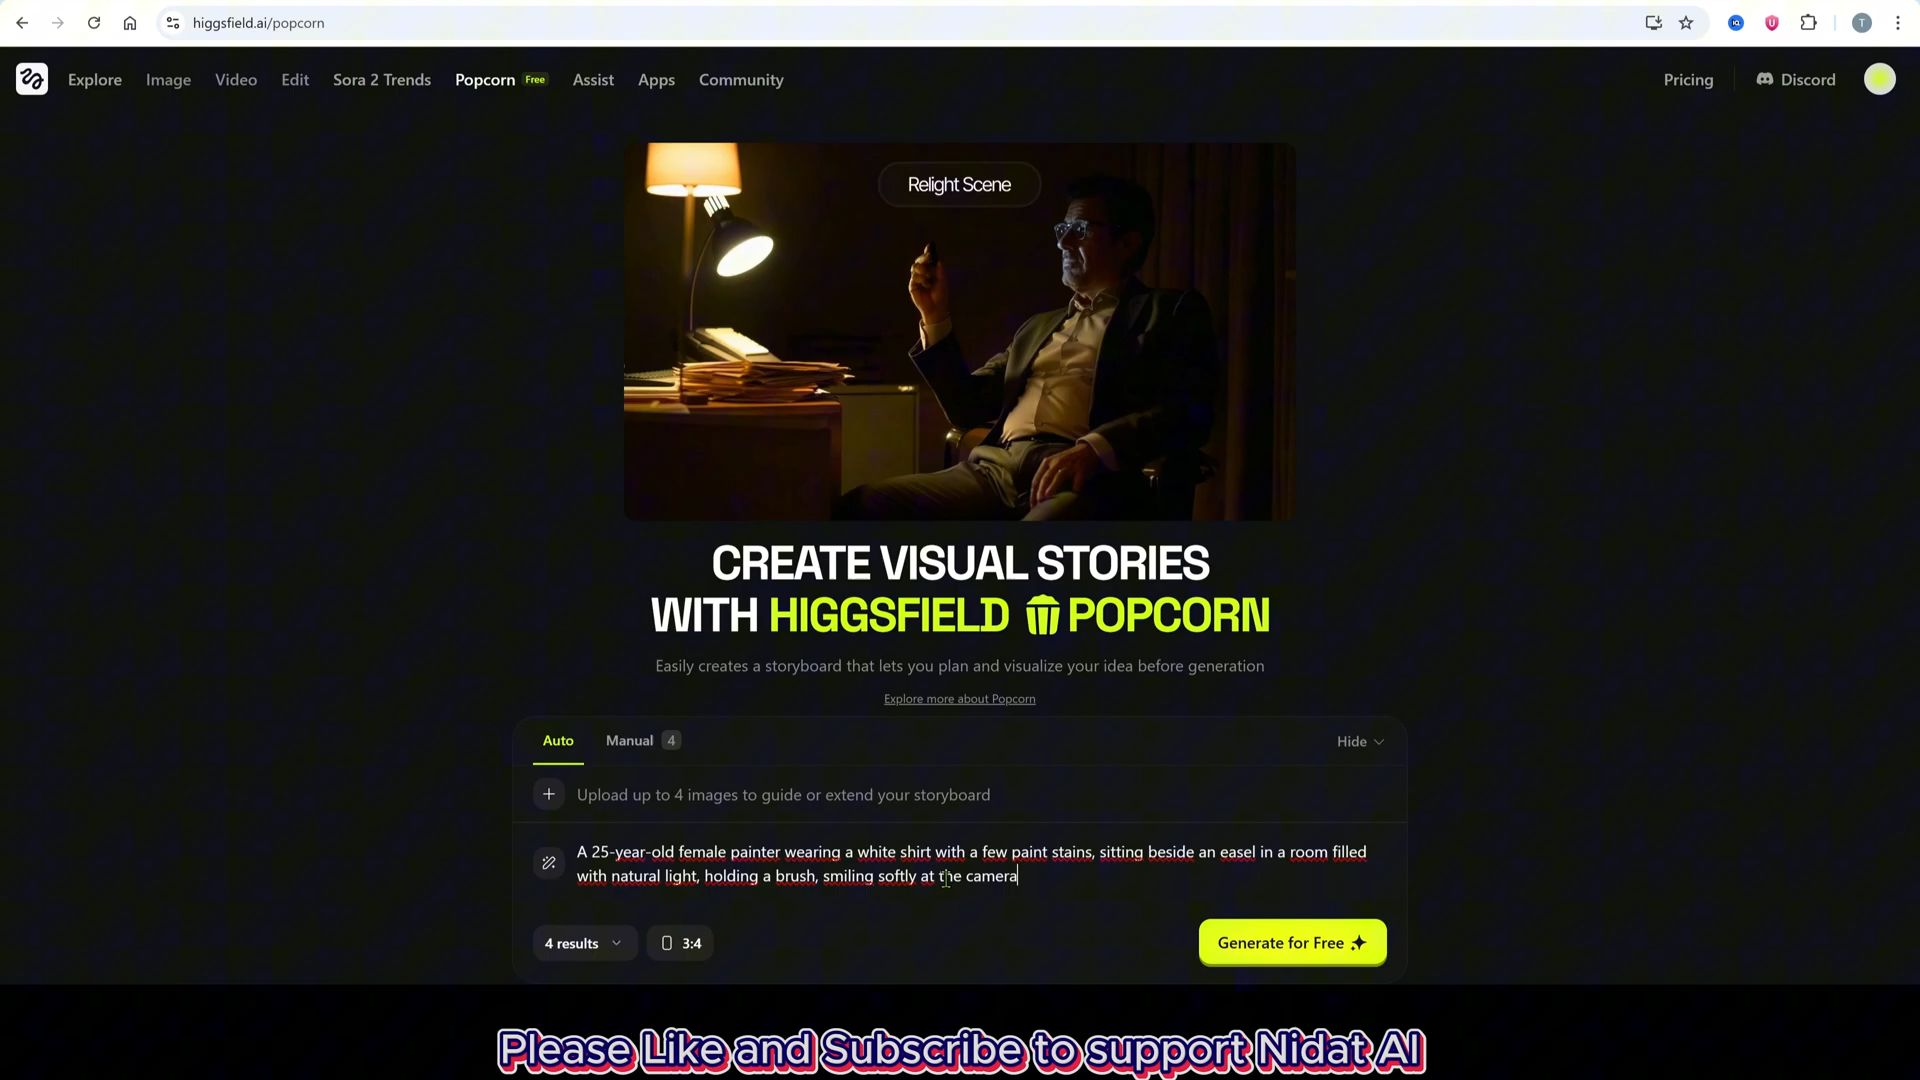 higgsfield.ai/popcorn
Explore Image Video Edit Sora 2 Trends Popcorn Free Assist Apps Community Pricing Discord
Relight Scene
CREATE VISUAL STORIES
WITH HIGGSFIELD POPCORN
Easily creates a storyboard that lets you plan and visualize your idea before generation
Explore more about Popcorn
Auto Manual 4 Hide
Upload up to 4 images to guide or extend your storyboard
A 25-year-old female painter wearing a white shirt with a few paint stains, sitting beside an easel in a room filled
with natural light, holding a brush, smiling softly at the camera
4 results 3:4 Generate for Free
Please Like and Subscribe to support Nidat AI